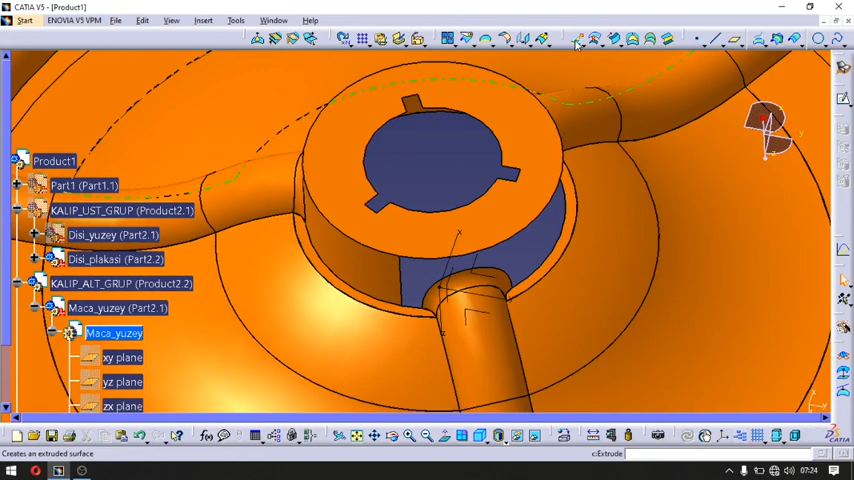 CATIA V5 - [Product1]
Start ENOVIA V5 VPM File Edit View Insert Tools Window Help
Product1
Part1 (Part1.1)
KALIP_UST_GRUP (Product2.1)
Disi_yuzey (Part2.1)
Disi_plakasi (Part2.2)
KALIP_ALT_GRUP (Product2.2)
Maca_yuzey (Part2.1)
Maca_yuzey
xy plane
yz plane
zx plane
x
z
y
z
x
f(x)
CATIA
Creates an extruded surface c:Extrude
07:24